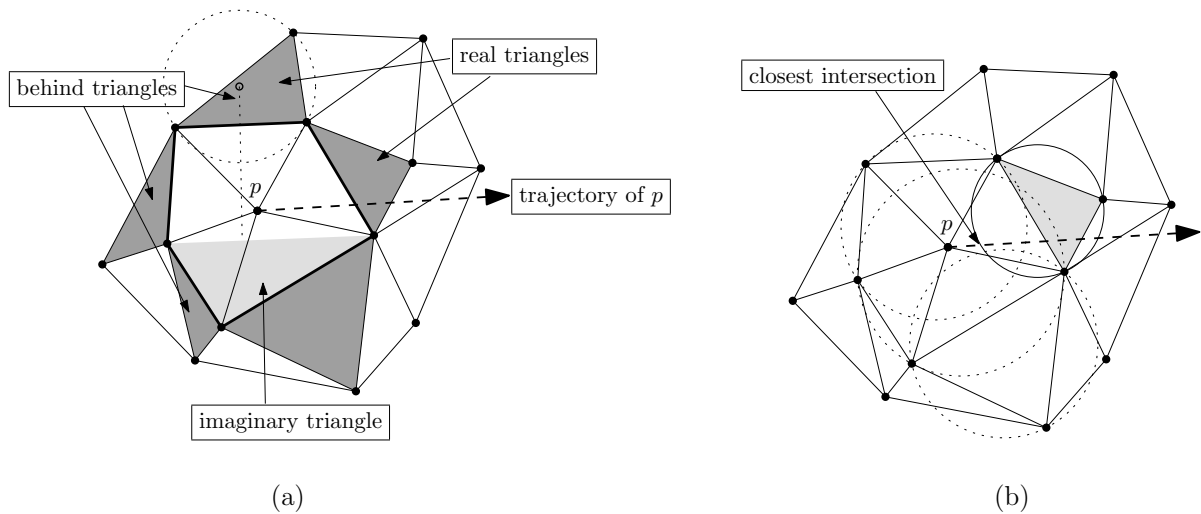 real triangles
behind triangles
p
trajectory of p
imaginary triangle
(a)
closest intersection
p
(b)